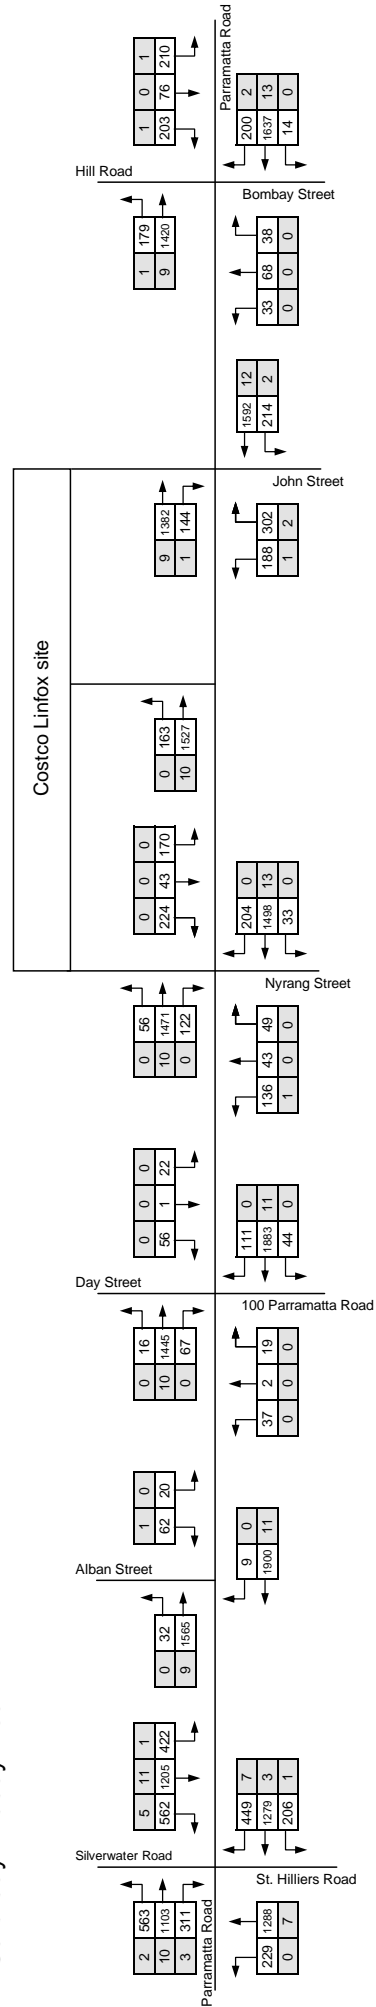 Parramatta Road
1 0 1
203 76 210
200 2
1637 13
14 0
Hill Road
Bombay Street
179
1420
1
9
33 68 38
0 0 0
1592 12
214 2
Costco Linfox site
John Street
9 1382
1 144
188 302
1 2
0 163
10 1527
0 0 0
224 43 170
204 0
1498 13
33 0
Nyrang Street
0 56
10 1471
0 122
136 43 49
1 0 0
0 0 0
56 1 22
111 0
1883 11
44 0
Day Street
100 Parramatta Road
0 16
10 1445
0 67
37 2 19
0 0 0
1 0
62 20
9 0
1900 11
Alban Street
0 32
9 1565
5 11 1
562 1205 422
449 7
1279 3
206 1
Silverwater Road
St. Hilliers Road
2 563
10 1103
3 311
229 1288
0 7
Parramatta Road